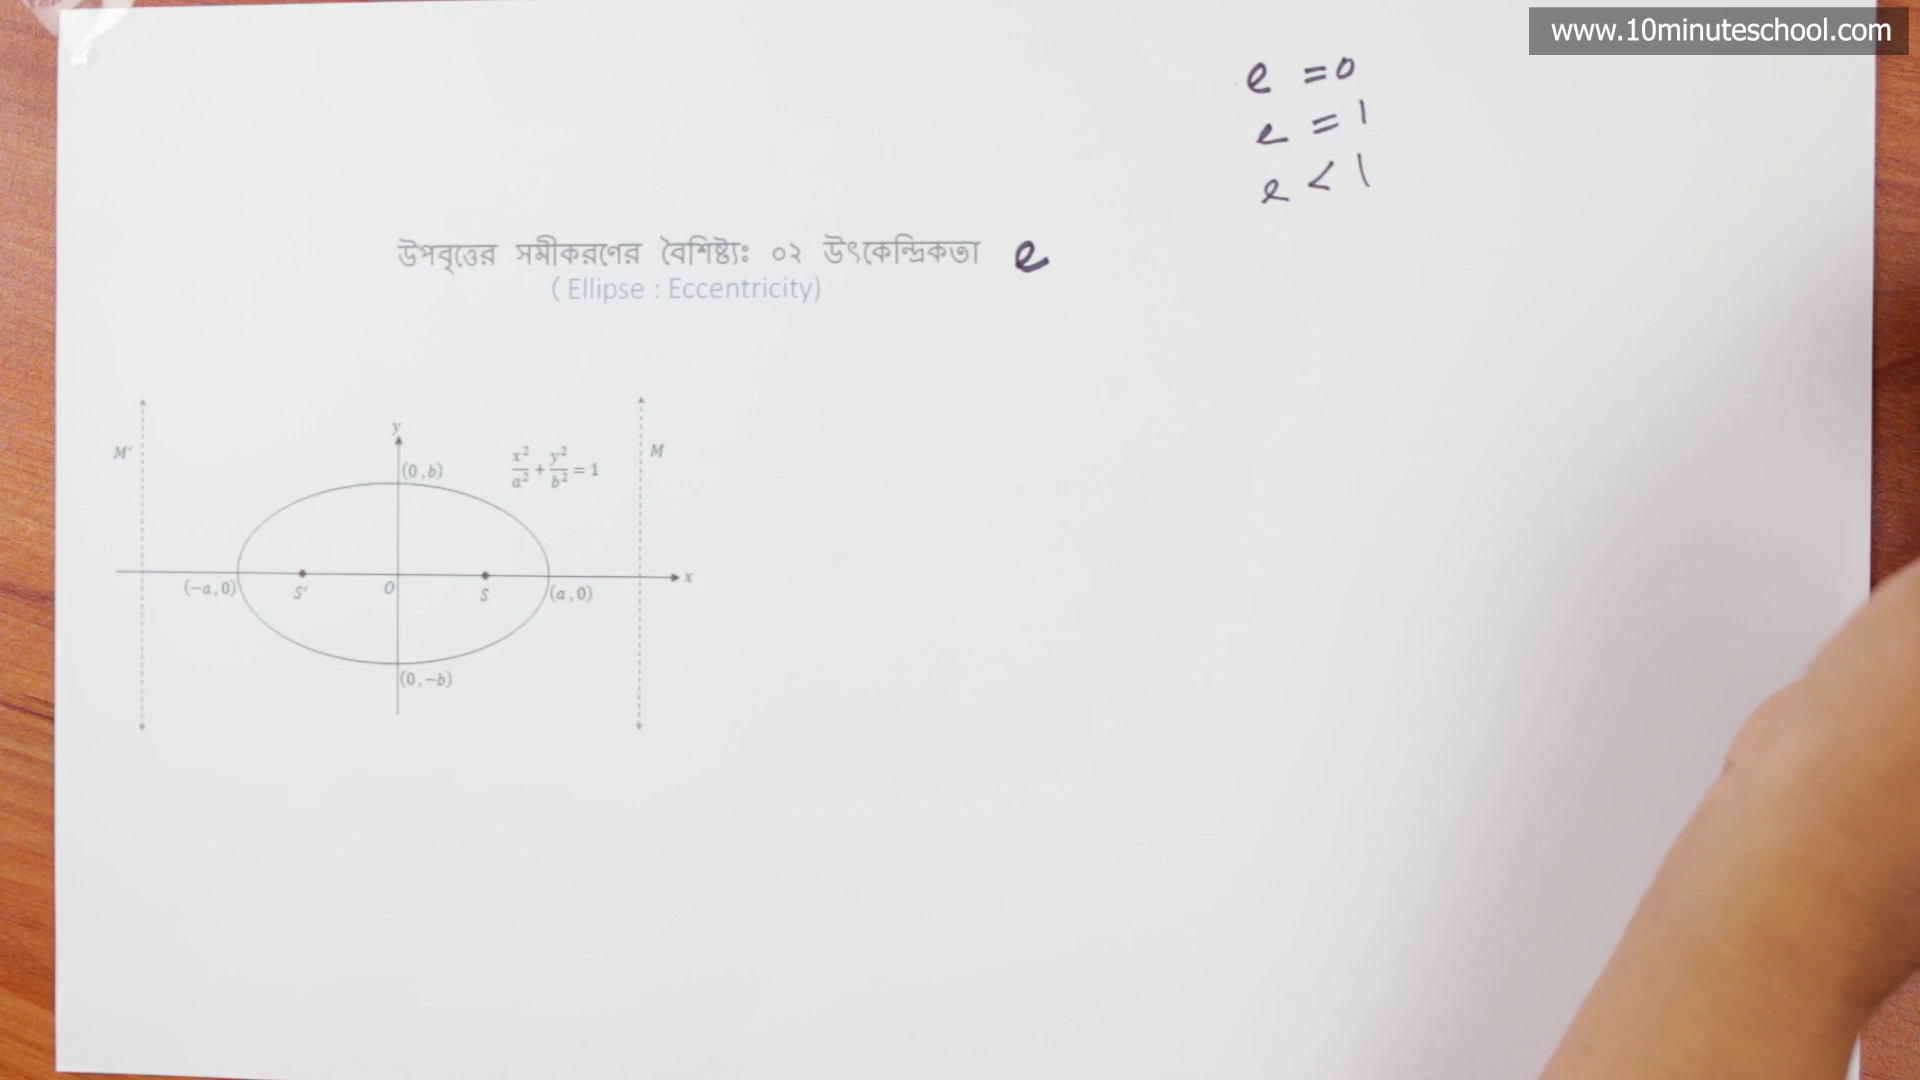 www.10minuteschool.com
e = 0
e = 1
e < 1
উপবৃত্তের সমীকরণের বৈশিষ্ট্যঃ ০২ উৎকেন্দ্রিকতা e
( Ellipse : Eccentricity)
y
M'
(0,b)
x²/a² + y²/b² = 1
M
(-a,0)
S'
O
S
(a,0)
x
(0,-b)